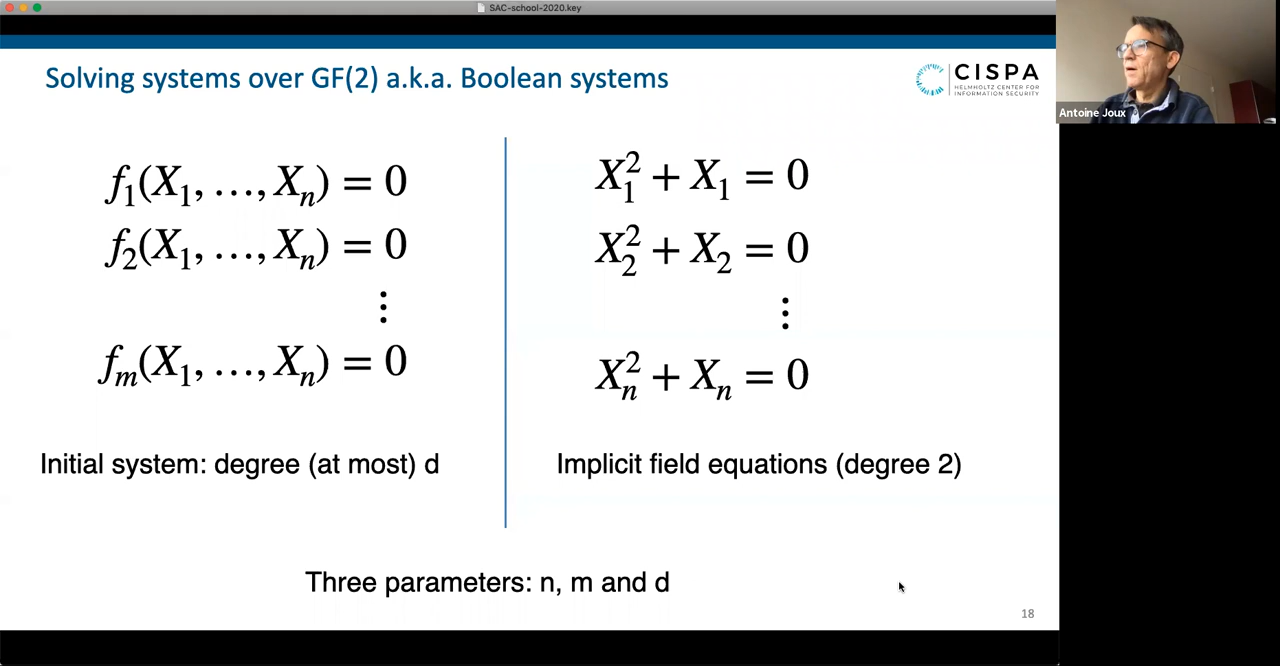 SAC-school-2020.key
Solving systems over GF(2) a.k.a. Boolean systems
CISPA
HELMHOLTZ CENTER FOR
INFORMATION SECURITY
Antoine Joux
f₁(X₁, …, Xₙ) = 0
f₂(X₁, …, Xₙ) = 0
⋮
fₘ(X₁, …, Xₙ) = 0
Initial system: degree (at most) d
X₁² + X₁ = 0
X₂² + X₂ = 0
⋮
Xₙ² + Xₙ = 0
Implicit field equations (degree 2)
Three parameters: n, m and d
18